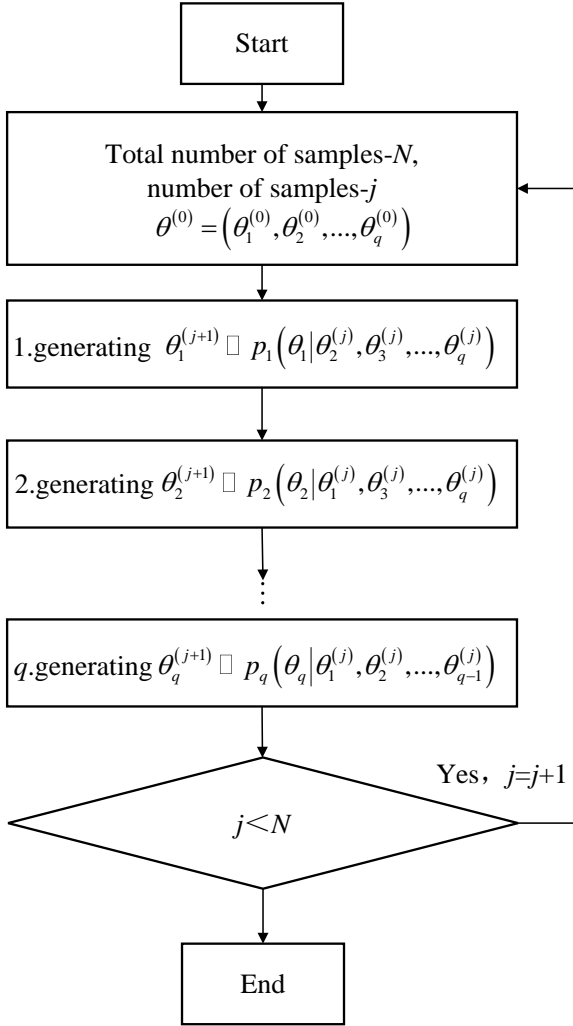 Start
Total number of samples-N,
number of samples-j
θ^{(0)} = (θ_1^{(0)}, θ_2^{(0)}, ..., θ_q^{(0)})
1.generating θ_1^{(j+1)} □ p_1(θ_1|θ_2^{(j)}, θ_3^{(j)}, ..., θ_q^{(j)})
2.generating θ_2^{(j+1)} □ p_2(θ_2|θ_1^{(j)}, θ_3^{(j)}, ..., θ_q^{(j)})
⋮
q.generating θ_q^{(j+1)} □ p_q(θ_q|θ_1^{(j)}, θ_2^{(j)}, ..., θ_{q-1}^{(j)})
Yes，j=j+1
j＜N
End